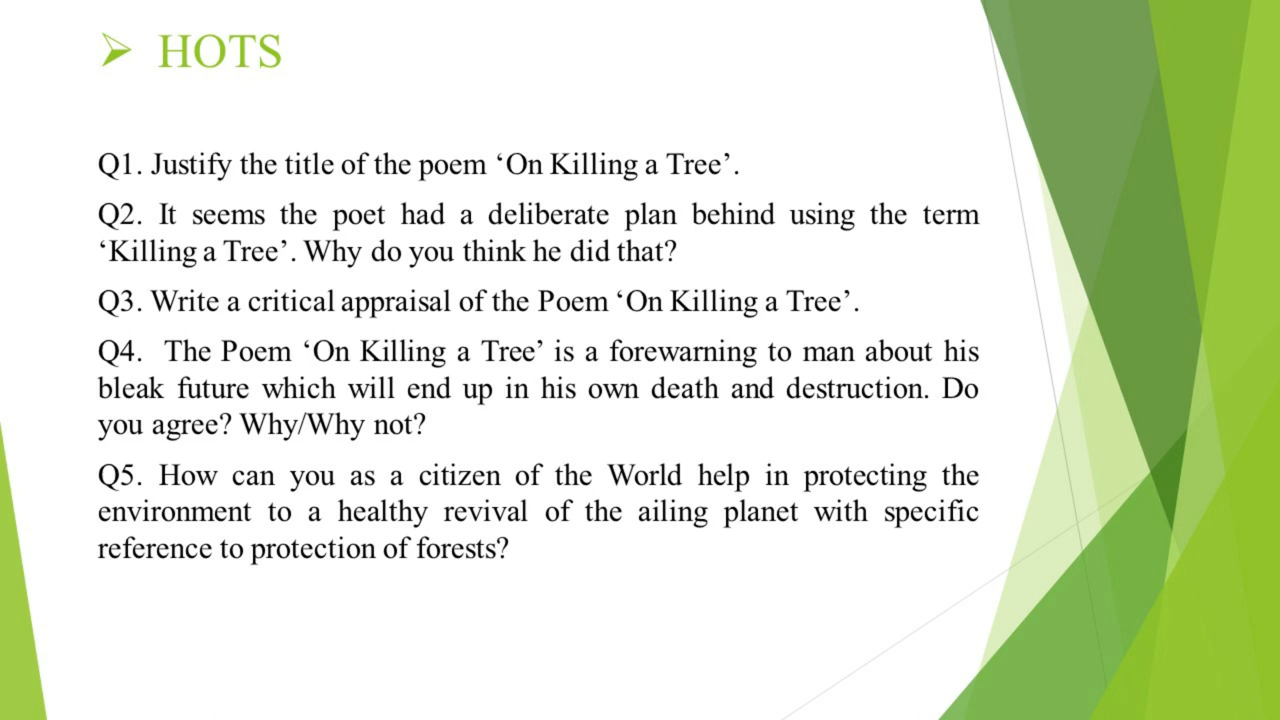 ➢ HOTS
Q1. Justify the title of the poem ‘On Killing a Tree’.
Q2. It seems the poet had a deliberate plan behind using the term
‘Killing a Tree’. Why do you think he did that?
Q3. Write a critical appraisal of the Poem ‘On Killing a Tree’.
Q4. The Poem ‘On Killing a Tree’ is a forewarning to man about his
bleak future which will end up in his own death and destruction. Do
you agree? Why/Why not?
Q5. How can you as a citizen of the World help in protecting the
environment to a healthy revival of the ailing planet with specific
reference to protection of forests?